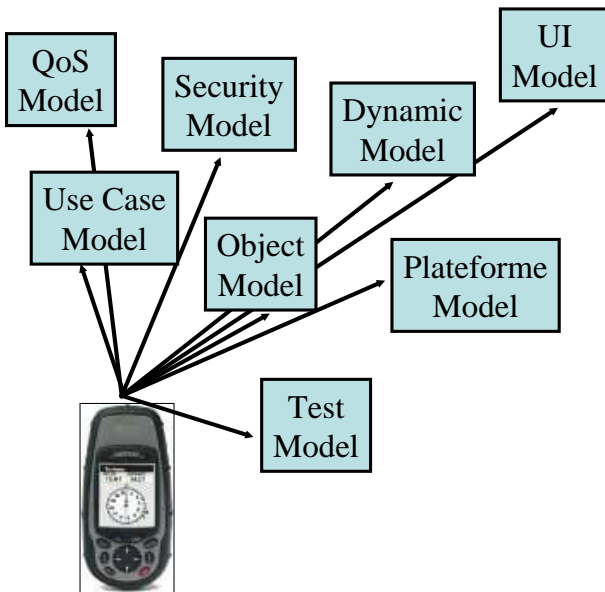 QoS
Model
Security
Model
Dynamic
Model
UI
Model
Use Case
Model
Object
Model
Plateforme
Model
Test
Model